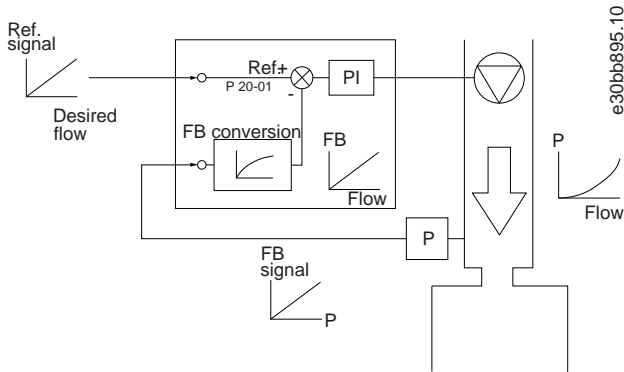 Ref.
signal
Desired
flow
Ref.
+
P 20-01
-
PI
FB conversion
FB
Flow
P
FB
signal
P
P
Flow
e30bb895.10